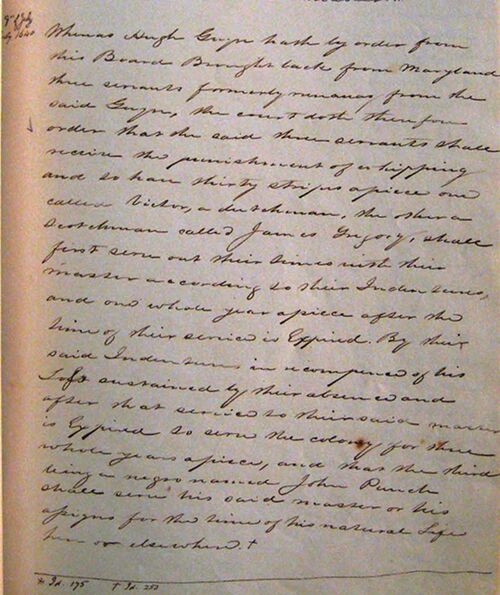 9th July
July 1640
Whereas Hugh Gwyn hath by order from
this Board Brought back from Maryland
three servants formerly runaway from the
said Gwyn, the court doth therefore
order that the said three servants shall
receive the punishment of whipping
and to have thirty stripes apiece one
called Victor, a dutchman, the other a
Scotchman called James Gregory, shall
first serve out their times with their
master according to their Indentures,
and one whole year apiece after the
time of their service is Expired. By their
said Indentures in recompence of his
Loss sustained by their absence and
after that service to their said master
is Expired to serve the colony for three
whole years apiece, and that the third
being a negro named John Punch
shall serve his said master or his
assigns for the time of his natural Life
here or elsewhere. †
* Id. 175 † Id. 253